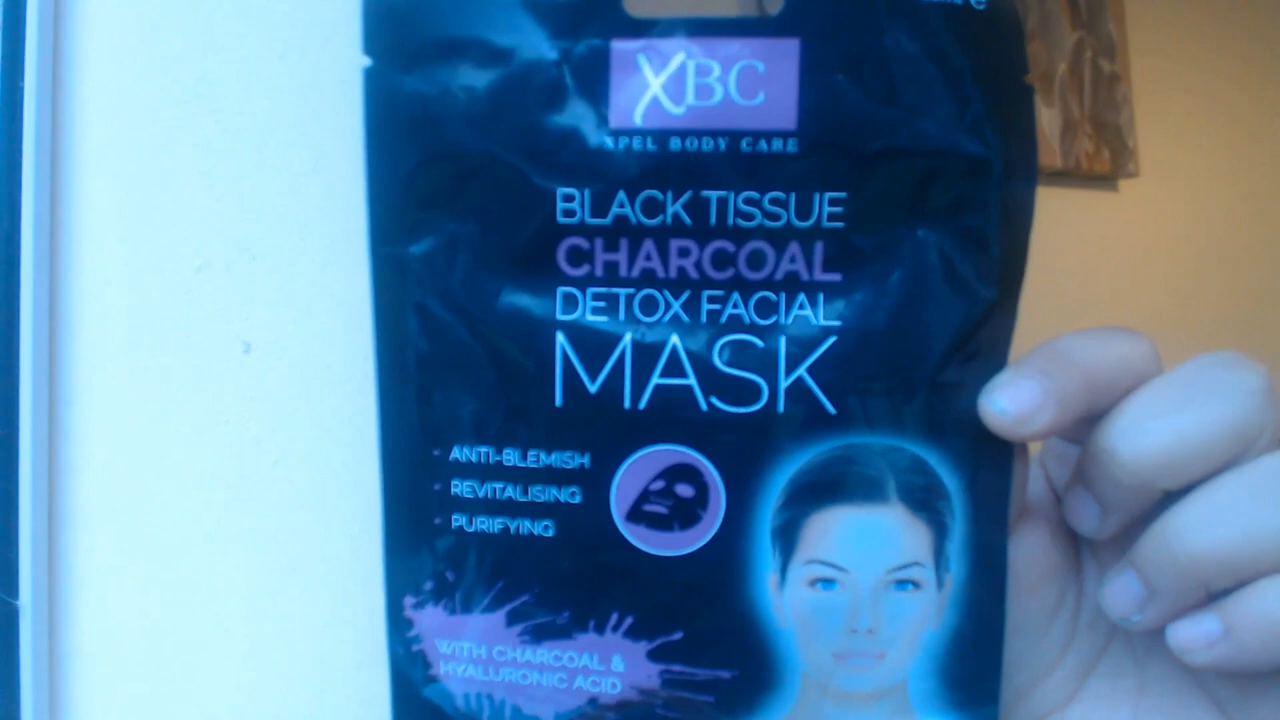 XBC
XPEL BODY CARE
BLACK TISSUE
CHARCOAL
DETOX FACIAL
MASK
- ANTI-BLEMISH
- REVITALISING
- PURIFYING
WITH CHARCOAL &
HYALURONIC ACID